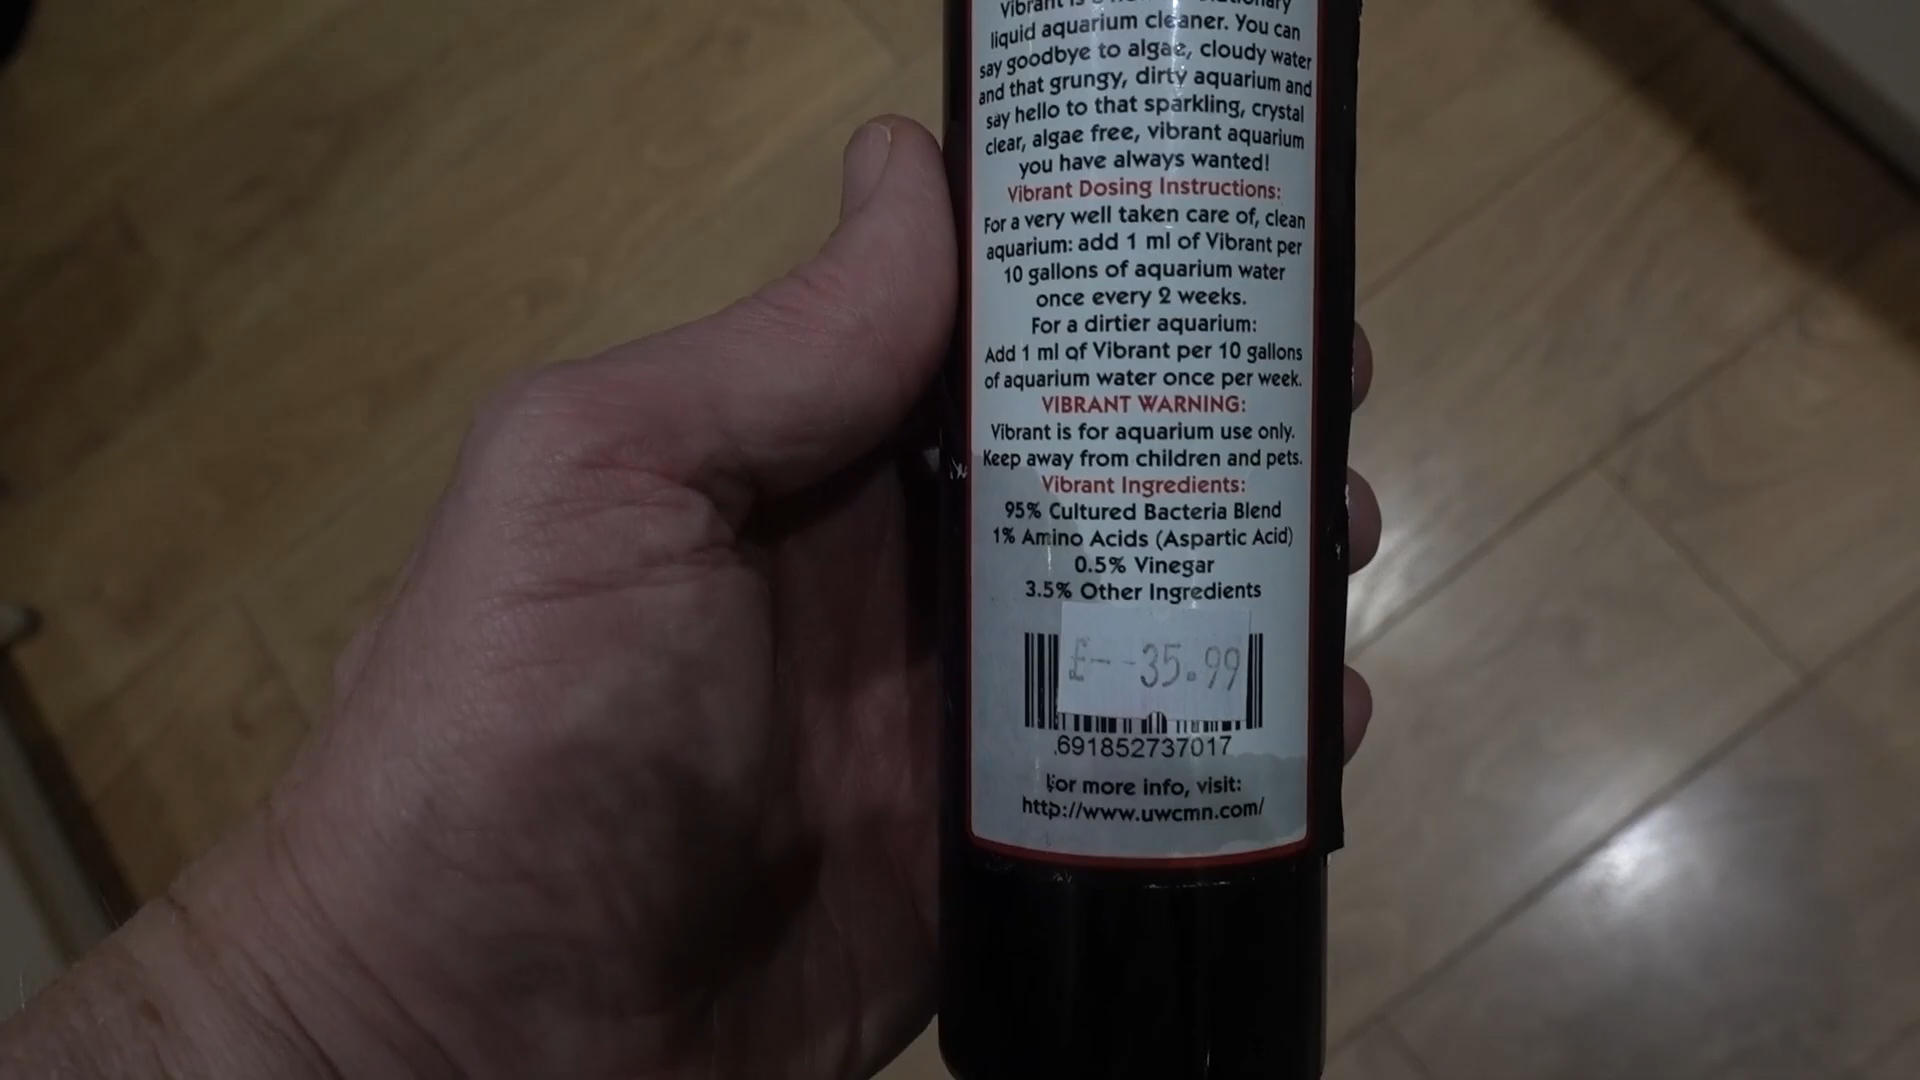 Vibrant is
liquid aquarium cleaner. You can
say goodbye to algae, cloudy water
and that grungy, dirty aquarium and
say hello to that sparkling, crystal
clear, algae free, vibrant aquarium
you have always wanted!
Vibrant Dosing Instructions:
For a very well taken care of, clean
aquarium: add 1 ml of Vibrant per
10 gallons of aquarium water
once every 2 weeks.
For a dirtier aquarium:
Add 1 ml of Vibrant per 10 gallons
of aquarium water once per week.
VIBRANT WARNING:
Vibrant is for aquarium use only.
Keep away from children and pets.
Vibrant Ingredients:
95% Cultured Bacteria Blend
1% Amino Acids (Aspartic Acid)
0.5% Vinegar
3.5% Other Ingredients
£--35.99
691852737017
For more info, visit:
http://www.uwcmn.com/